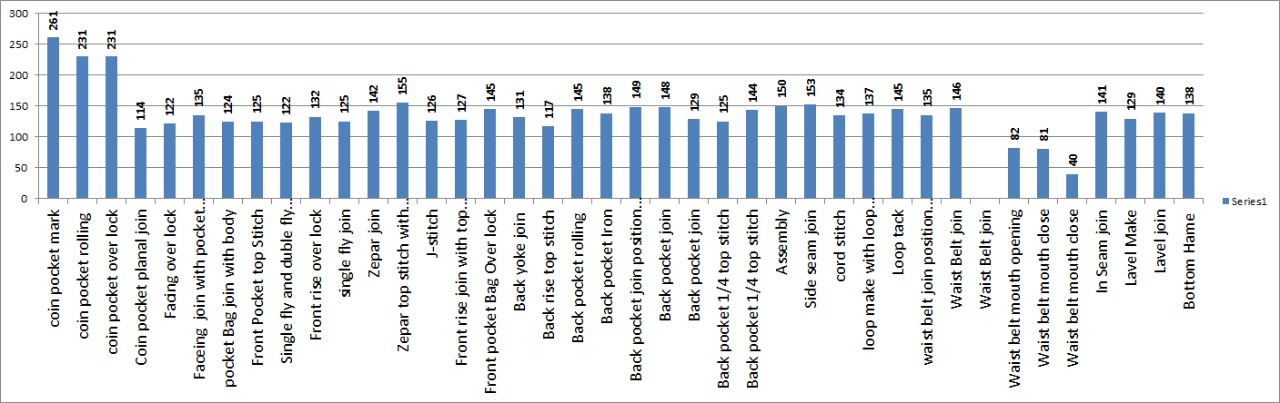 300
250
200
150
100
50
0
261
231
231
114
122
135
124
125
122
132
125
142
155
126
127
145
131
117
145
138
149
148
129
125
144
150
153
134
137
145
135
146
82
81
40
141
129
140
138
coin pocket mark
coin pocket rolling
coin pocket over lock
Coin pocket planal join
Facing over lock
Faceing join with pocket...
pocket Bag join with body
Front Pocket top Stitch
Single fly and duble fly...
Front rise over lock
single fly join
Zepar join
Zepar top stitch with...
J-stitch
Front rise join with top...
Front pocket Bag Over lock
Back yoke join
Back rise top stitch
Back pocket rolling
Back pocket Iron
Back pocket join position...
Back pocket join
Back pocket join
Back pocket 1/4 top stitch
Back pocket 1/4 top stitch
Assembly
Side seam join
cord stitch
loop make with loop...
Loop tack
waist belt join position...
Waist Belt join
Waist Belt join
Waist belt mouth opening
Waist belt mouth close
Waist belt mouth close
In Seam join
Lavel Make
Lavel join
Bottom Hame
Series1